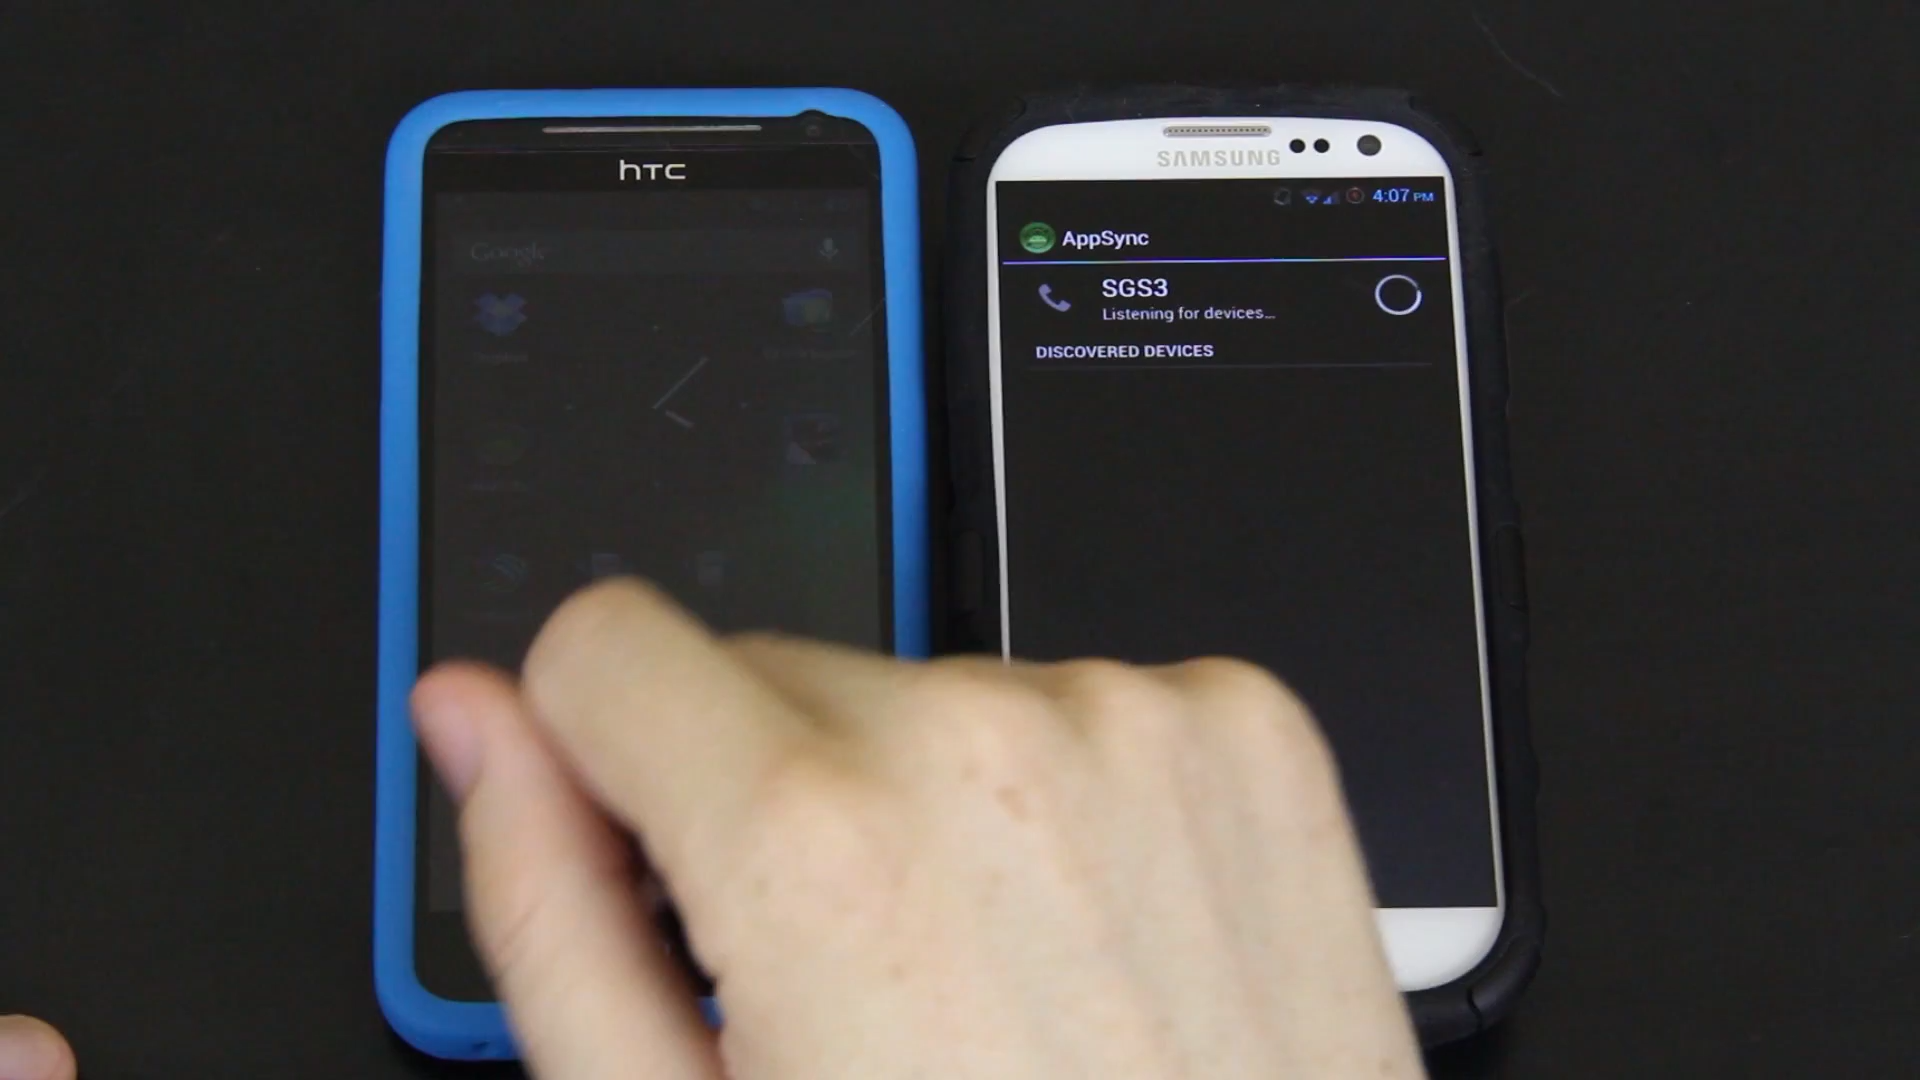 hTC
Google
SAMSUNG
4:07 PM
AppSync
SGS3
Listening for devices...
DISCOVERED DEVICES